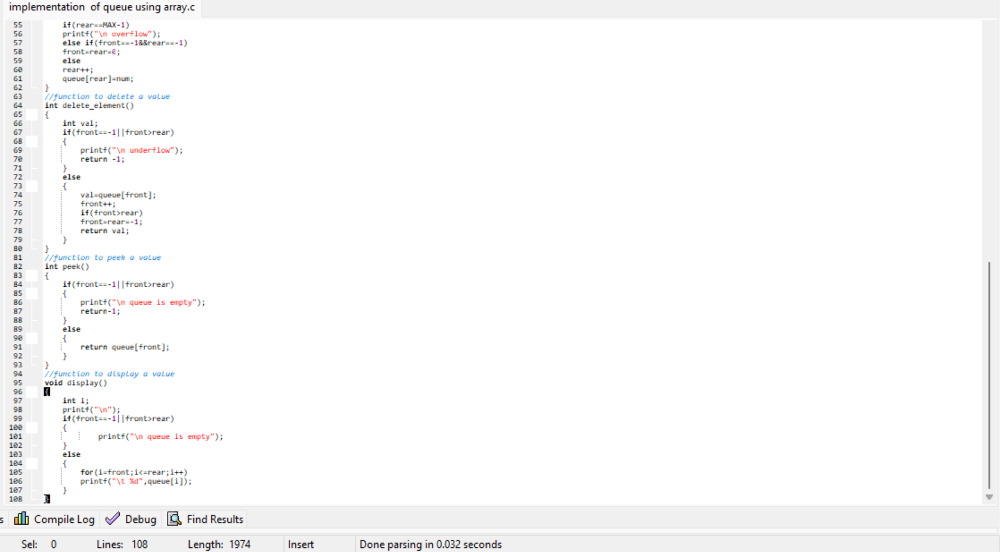 implementation of queue using array.c
55 if(rear==MAX-1)
56 printf("\n overflow");
57 else if(front==-1&&rear==-1)
58 front=rear=0;
59 else
60 rear++;
61 queue[rear]=num;
62 }
63 //function to delete a value
64 int delete_element()
65 {
66 int val;
67 if(front==-1||front>rear)
68 {
69 printf("\n underflow");
70 return -1;
71 }
72 else
73 {
74 val=queue[front];
75 front++;
76 if(front>rear)
77 front=rear=-1;
78 return val;
79 }
80 }
81 //function to peek a value
82 int peek()
83 {
84 if(front==-1||front>rear)
85 {
86 printf("\n queue is empty");
87 return-1;
88 }
89 else
90 {
91 return queue[front];
92 }
93 }
94 //function to display a value
95 void display()
96 {
97 int i;
98 printf("\n");
99 if(front==-1||front>rear)
100 {
101 printf("\n queue is empty");
102 }
103 else
104 {
105 for(i=front;i<=rear;i++)
106 printf("\t %d",queue[i]);
107 }
108 }
s Compile Log Debug Find Results
Sel: 0 Lines: 108 Length: 1974 Insert Done parsing in 0.032 seconds